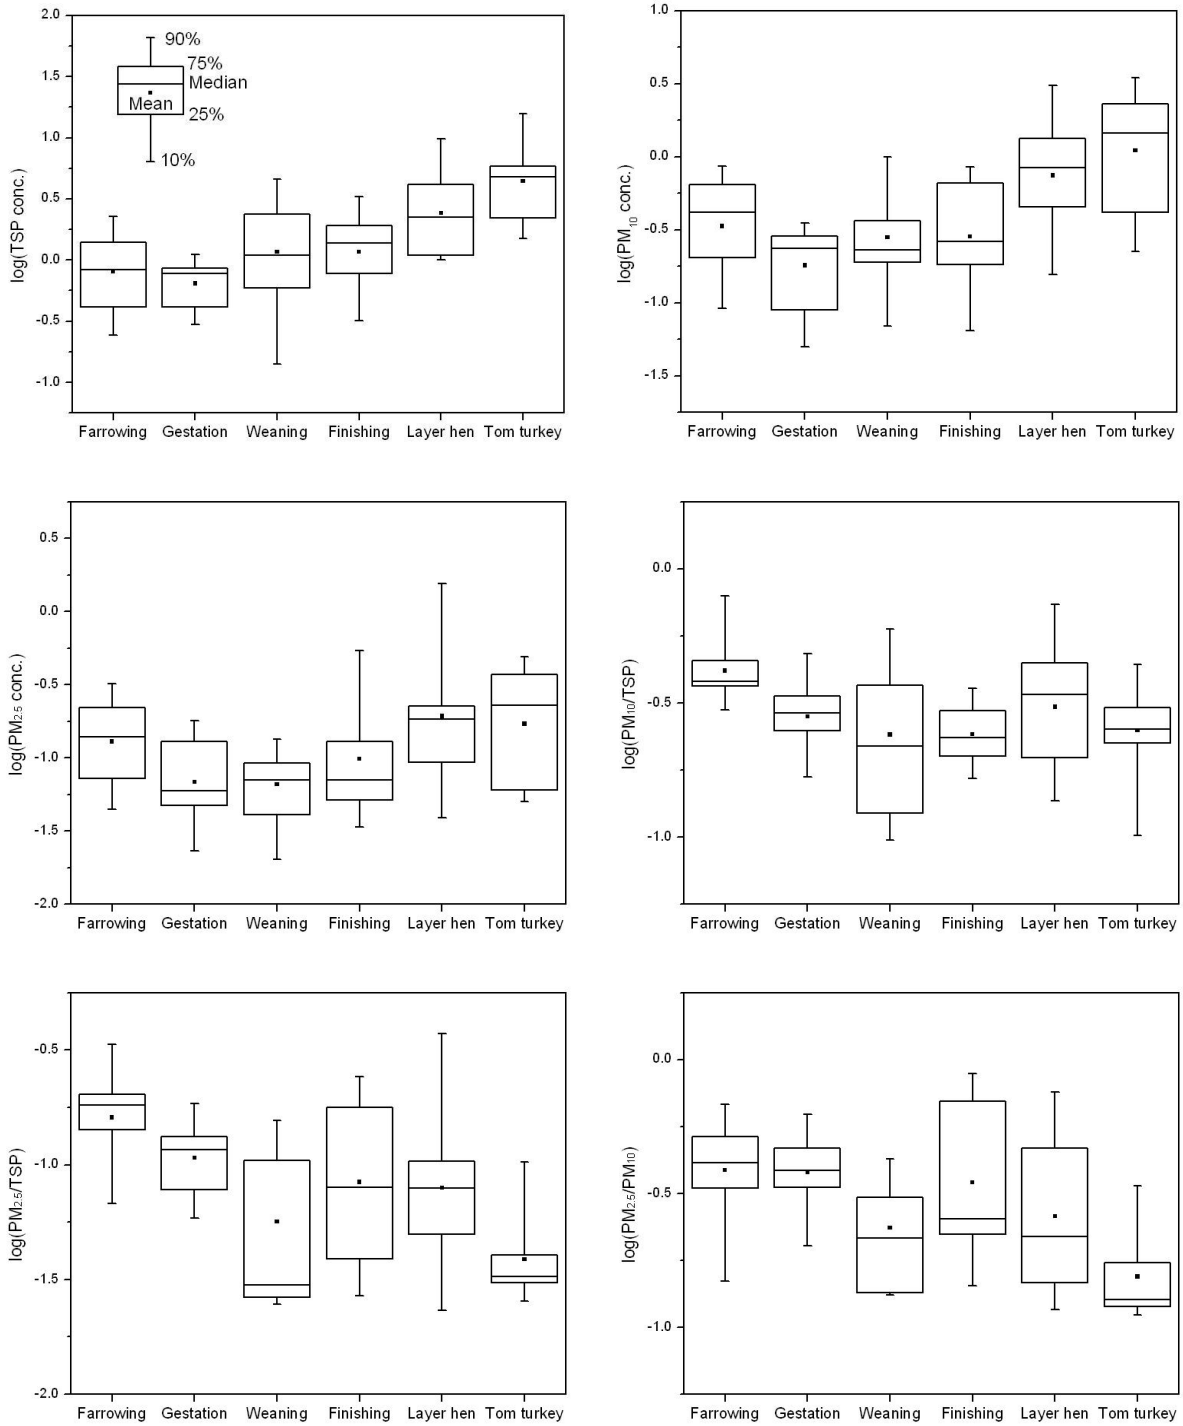 2.0
1.5
1.0
0.5
0.0
-0.5
-1.0
log(TSP conc.)
90%
75%
Median
Mean
25%
10%
Farrowing Gestation Weaning Finishing Layer hen Tom turkey
1.0
0.5
0.0
-0.5
-1.0
-1.5
log(PM10 conc.)
Farrowing Gestation Weaning Finishing Layer hen Tom turkey
0.5
0.0
-0.5
-1.0
-1.5
-2.0
log(PM2.5 conc.)
Farrowing Gestation Weaning Finishing Layer hen Tom turkey
0.0
-0.5
-1.0
log(PM10/TSP)
Farrowing Gestation Weaning Finishing Layer hen Tom turkey
-0.5
-1.0
-1.5
-2.0
log(PM2.5/TSP)
Farrowing Gestation Weaning Finishing Layer hen Tom turkey
0.0
-0.5
-1.0
log(PM2.5/PM10)
Farrowing Gestation Weaning Finishing Layer hen Tom turkey